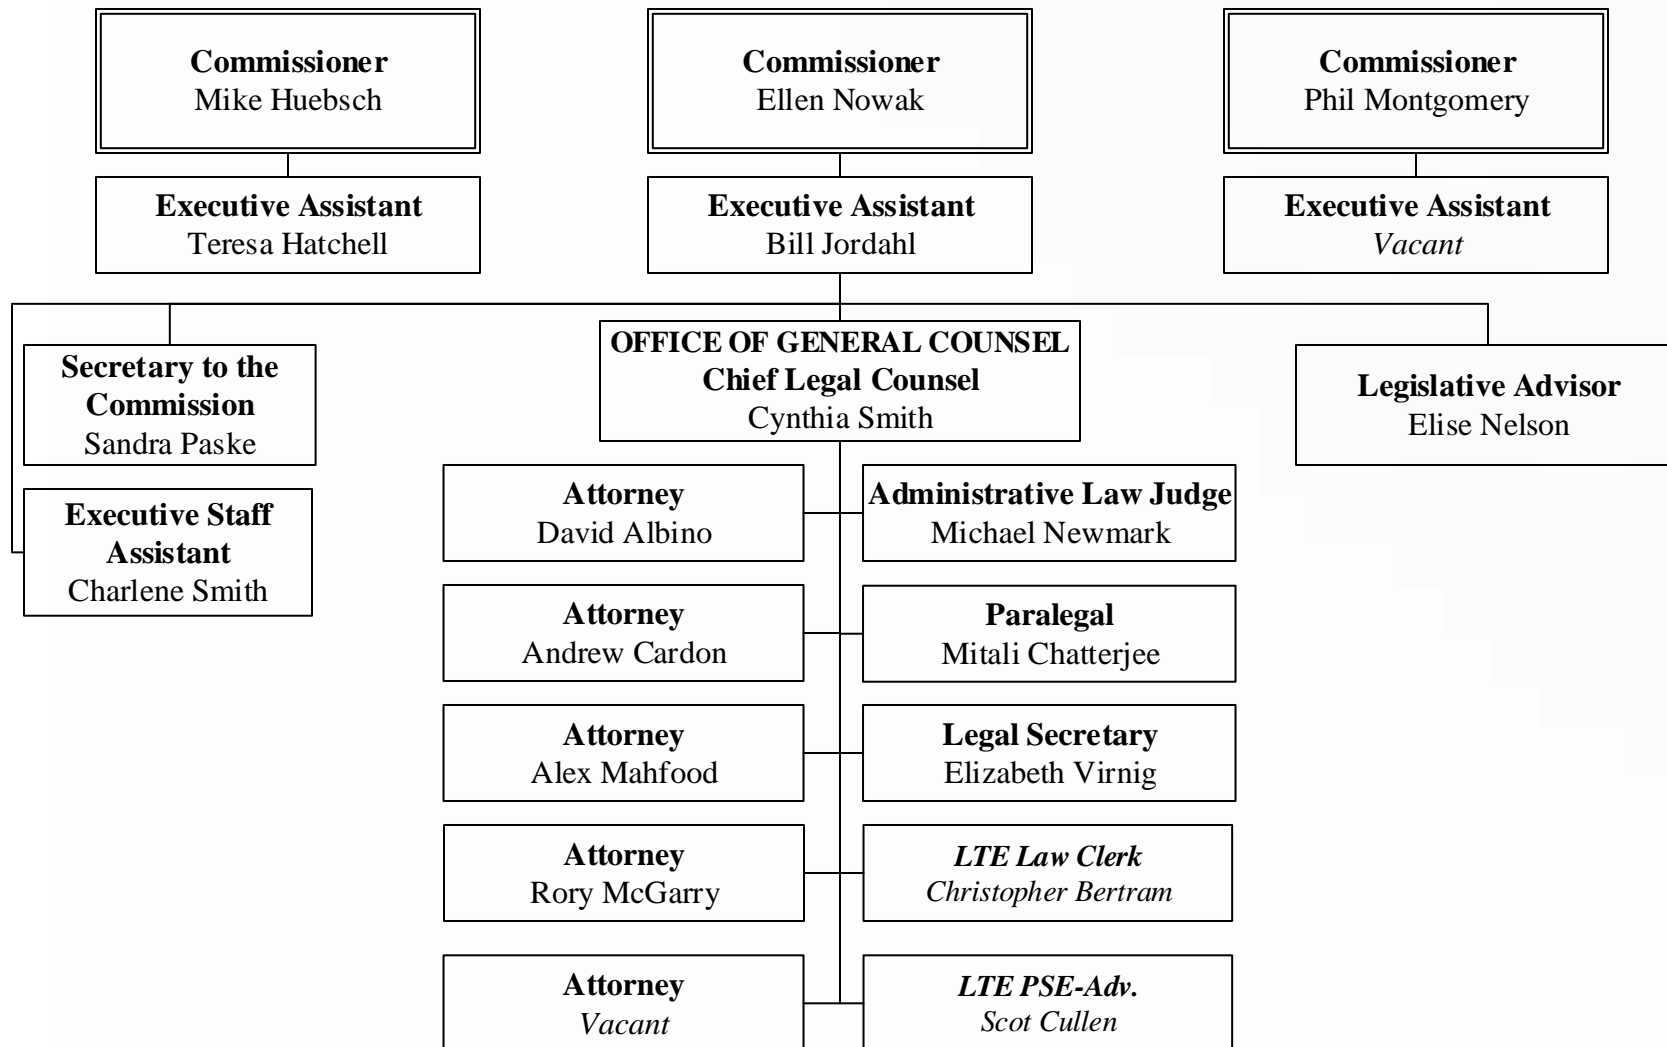 Commissioner
Mike Huebsch
Commissioner
Ellen Nowak
Commissioner
Phil Montgomery
Executive Assistant
Teresa Hatchell
Executive Assistant
Bill Jordahl
Executive Assistant
Vacant
Secretary to the
Commission
Sandra Paske
OFFICE OF GENERAL COUNSEL
Chief Legal Counsel
Cynthia Smith
Legislative Advisor
Elise Nelson
Executive Staff
Assistant
Charlene Smith
Attorney
David Albino
Administrative Law Judge
Michael Newmark
Attorney
Andrew Cardon
Paralegal
Mitali Chatterjee
Attorney
Alex Mahfood
Legal Secretary
Elizabeth Virnig
Attorney
Rory McGarry
LTE Law Clerk
Christopher Bertram
Attorney
Vacant
LTE PSE-Adv.
Scot Cullen